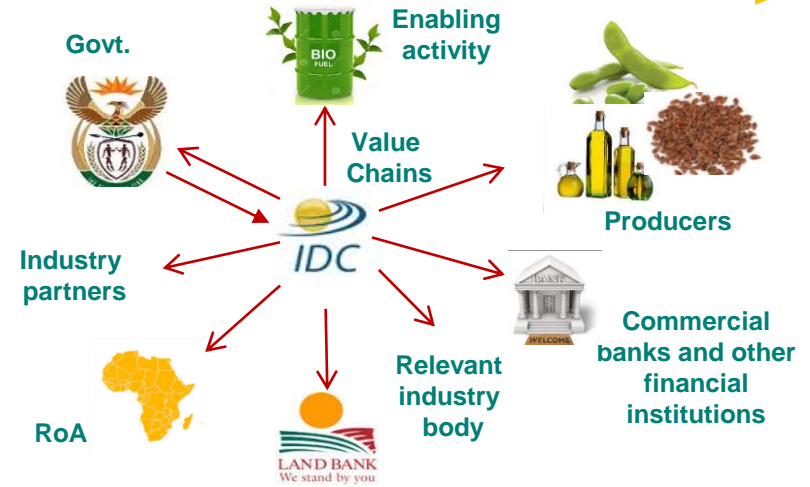 Enabling
activity
Govt.
BIO
FUEL
Value
Chains
Producers
IDC
Industry
partners
BANK
WELCOME
Commercial
banks and other
financial
institutions
Relevant
industry
body
RoA
LAND BANK
We stand by you